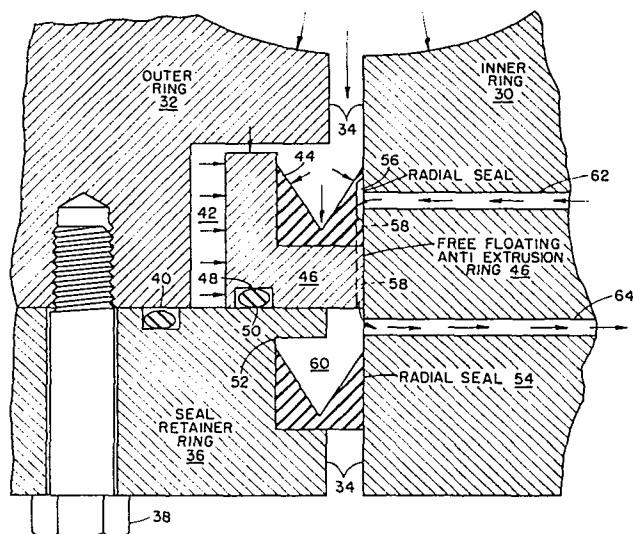 OUTER
RING
32
INNER
RING
30
34
44
56
RADIAL SEAL
62
42
58
FREE FLOATING
ANTI EXTRUSION
RING 46
40
48
46
58
50
64
52
60
RADIAL SEAL 54
SEAL
RETAINER
RING
36
34
38